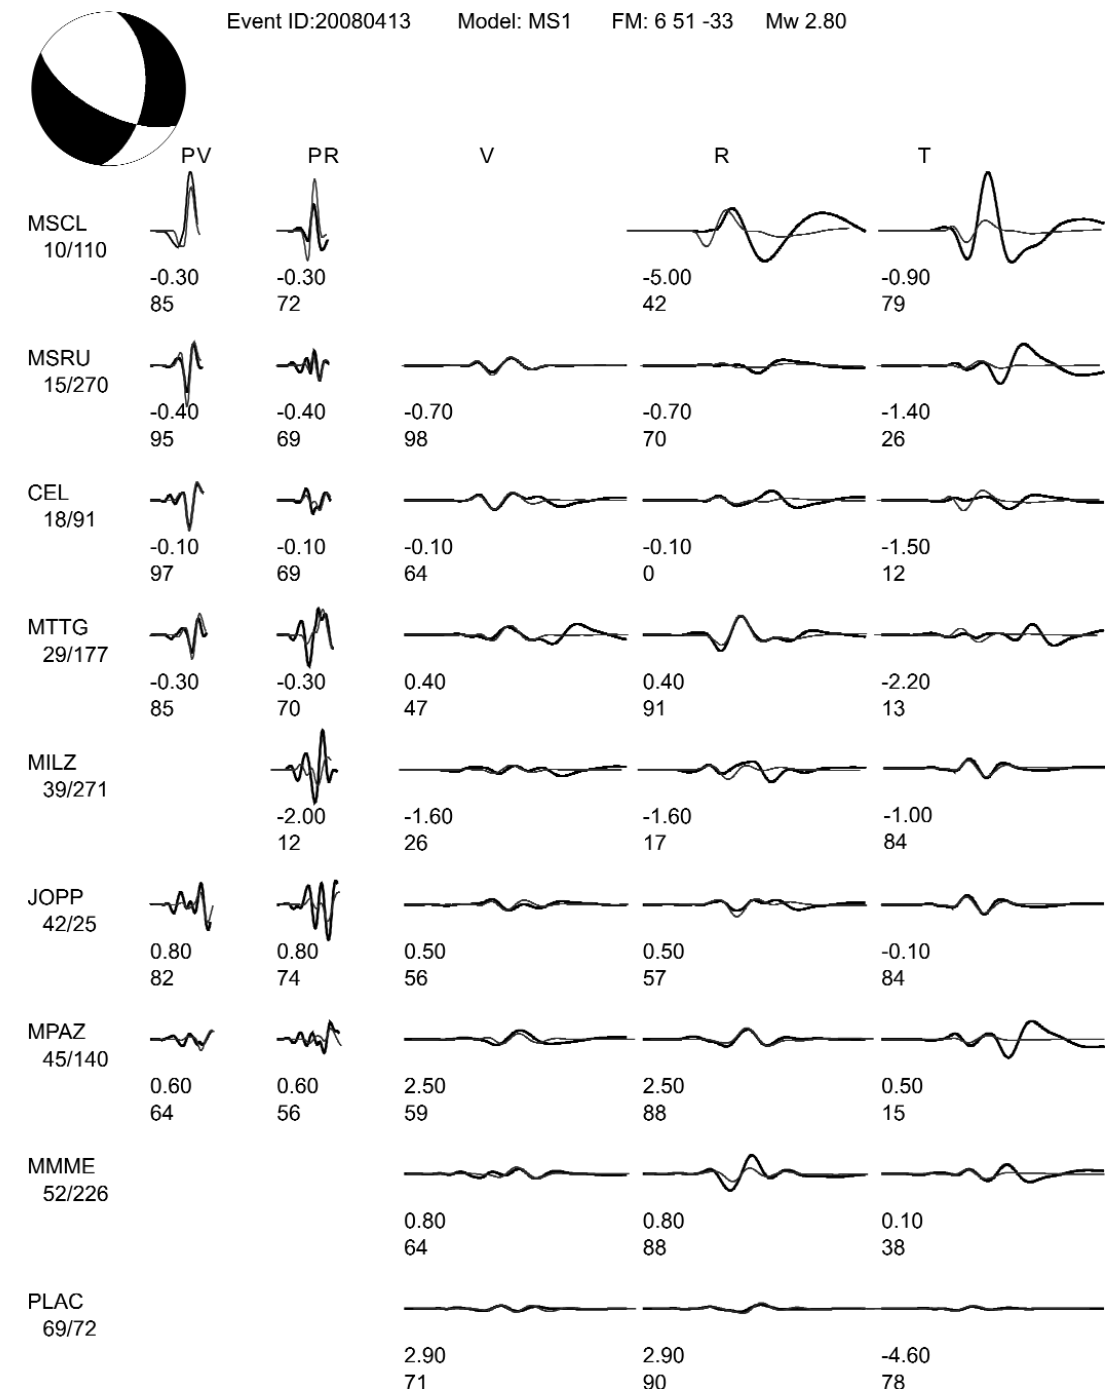 Event ID:20080413 Model: MS1 FM: 6 51 -33 Mw 2.80
PV PR V R T
MSCL
10/110
-0.30 -0.30 -5.00 -0.90
85 72 42 79
MSRU
15/270
-0.40 -0.40 -0.70 -0.70 -1.40
95 69 98 70 26
CEL
18/91
-0.10 -0.10 -0.10 -0.10 -1.50
97 69 64 0 12
MTTG
29/177
-0.30 -0.30 0.40 0.40 -2.20
85 70 47 91 13
MILZ
39/271
-2.00 -1.60 -1.60 -1.00
12 26 17 84
JOPP
42/25
0.80 0.80 0.50 0.50 -0.10
82 74 56 57 84
MPAZ
45/140
0.60 0.60 2.50 2.50 0.50
64 56 59 88 15
MMME
52/226
0.80 0.80 0.10
64 88 38
PLAC
69/72
2.90 2.90 -4.60
71 90 78